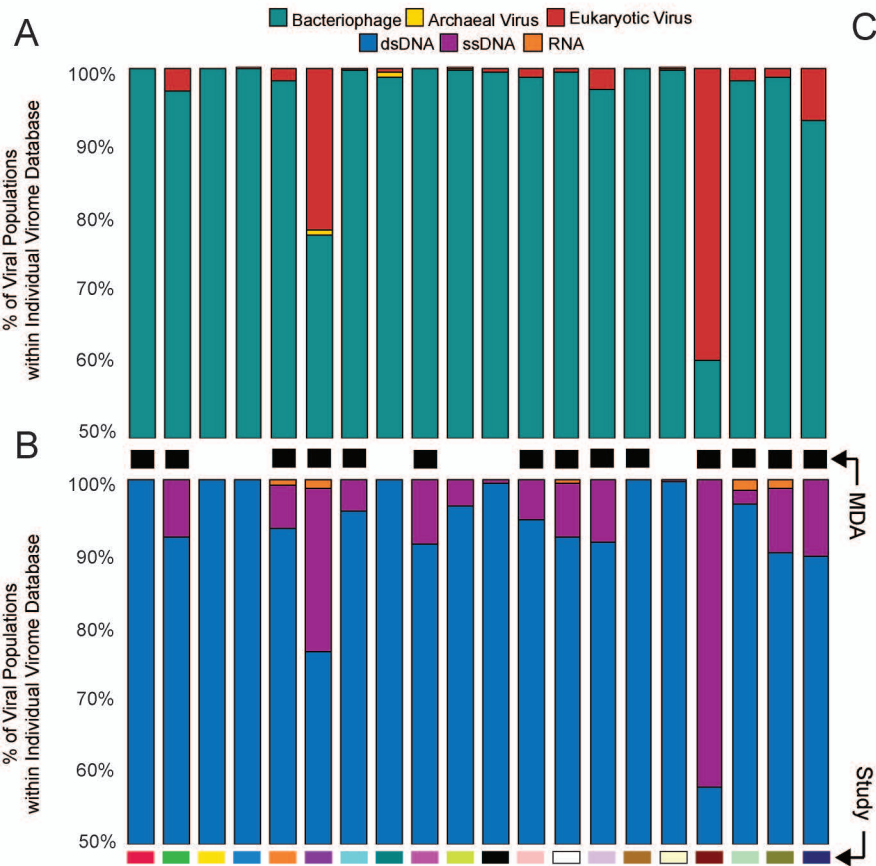 A
C
Bacteriophage Archaeal Virus Eukaryotic Virus
dsDNA ssDNA RNA
% of Viral Populations
within Individual Virome Database
100%
90%
80%
70%
60%
50%
MDA
B
% of Viral Populations
within Individual Virome Database
100%
90%
80%
70%
60%
50%
Study